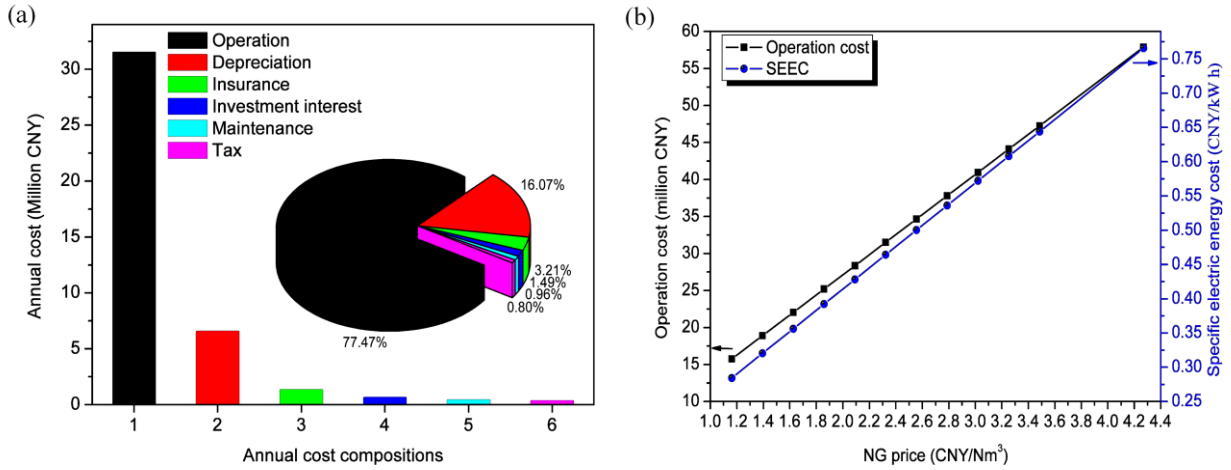 (a)
Annual cost (Million CNY)
30
25
20
15
10
5
0
Operation
Depreciation
Insurance
Investment interest
Maintenance
Tax
16.07%
3.21%
1.49%
0.96%
0.80%
77.47%
1 2 3 4 5 6
Annual cost compositions
(b)
Operation cost (million CNY)
60
55
50
45
40
35
30
25
20
15
10
Operation cost
SEEC
0.75
0.70
0.65
0.60
0.55
0.50
0.45
0.40
0.35
0.30
0.25
Specific electric energy cost (CNY/kW h)
1.0 1.2 1.4 1.6 1.8 2.0 2.2 2.4 2.6 2.8 3.0 3.2 3.4 3.6 3.8 4.0 4.2 4.4
NG price (CNY/Nm³)